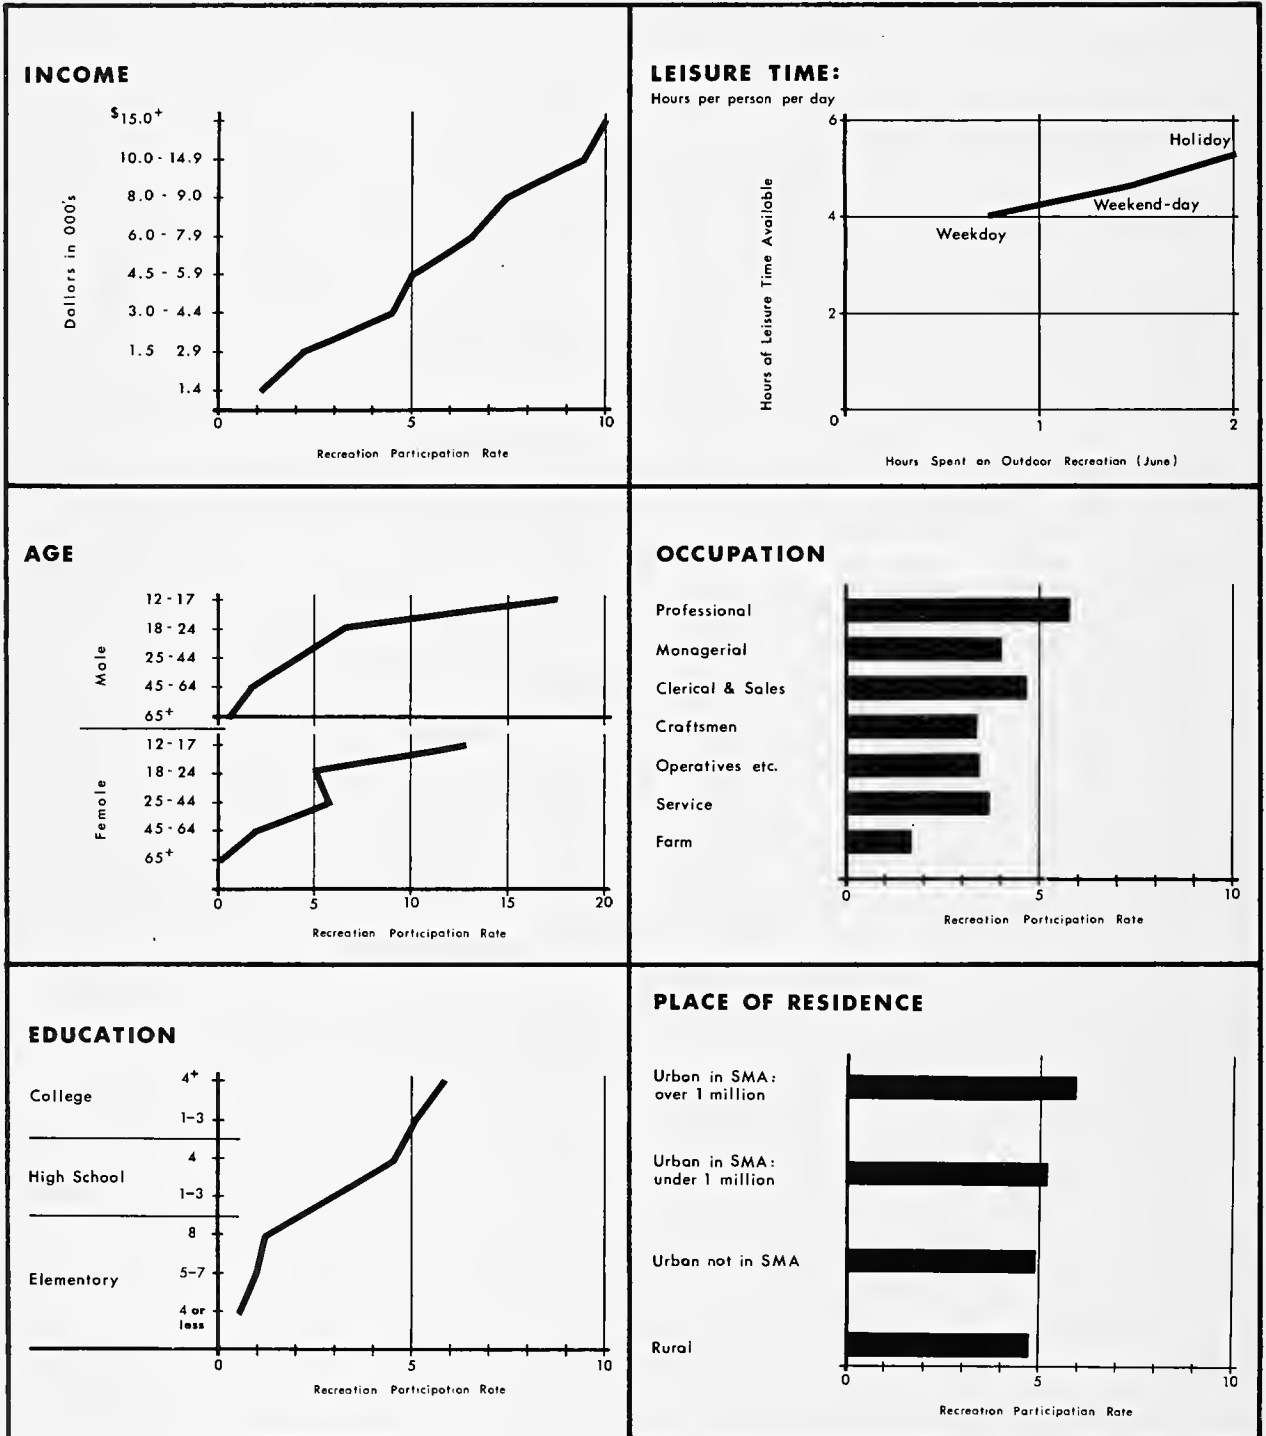 INCOME
Dollars in 000's
$15.0+
10.0 - 14.9
8.0 - 9.0
6.0 - 7.9
4.5 - 5.9
3.0 - 4.4
1.5 2.9
1.4
0 5 10
Recreation Participation Rate
LEISURE TIME:
Hours per person per day
Hours of Leisure Time Available
6
4
2
0
Holiday
Weekend-day
Weekday
1 2
Hours Spent on Outdoor Recreation (June)
AGE
Male
12 - 17
18 - 24
25 - 44
45 - 64
65+
Female
12 - 17
18 - 24
25 - 44
45 - 64
65+
0 5 10 15 20
Recreation Participation Rate
OCCUPATION
Professional
Managerial
Clerical & Sales
Craftsmen
Operatives etc.
Service
Farm
0 5 10
Recreation Participation Rate
EDUCATION
College
4+
1-3
High School
4
1-3
Elementary
8
5-7
4 or
less
0 5 10
Recreation Participation Rate
PLACE OF RESIDENCE
Urban in SMA:
over 1 million
Urban in SMA:
under 1 million
Urban not in SMA
Rural
0 5 10
Recreation Participation Rate